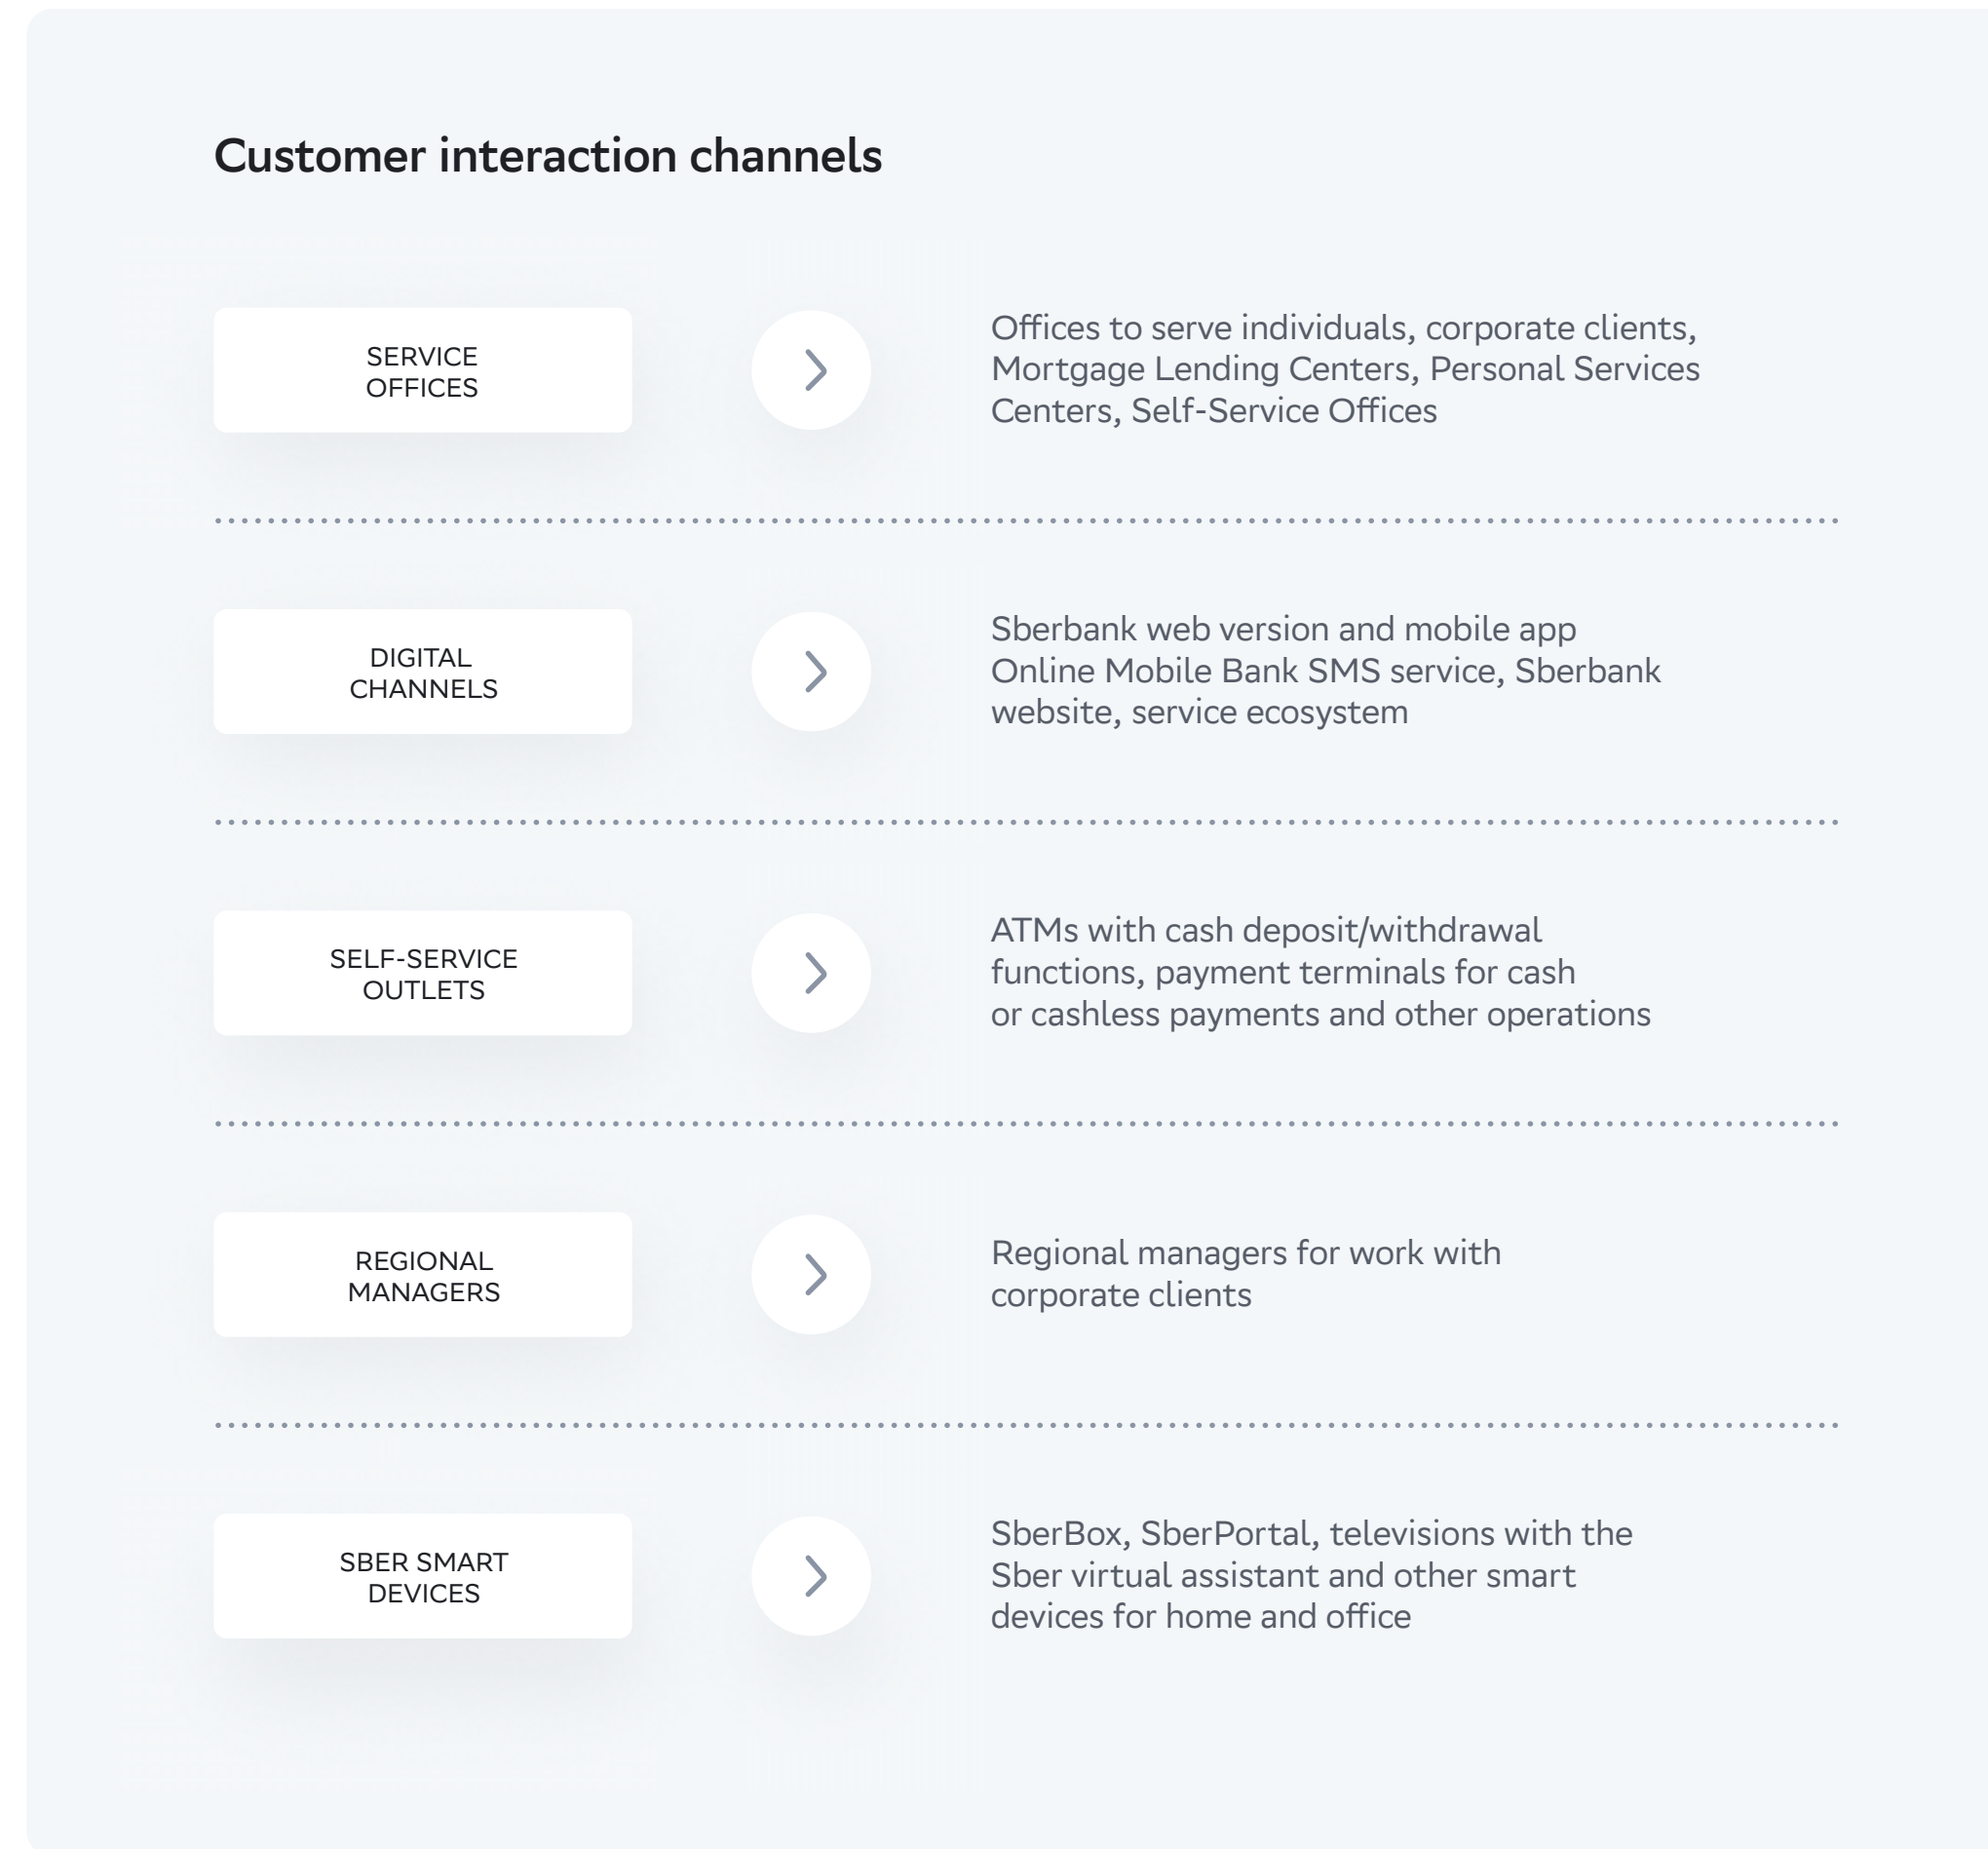 Customer interaction channels
SERVICE
OFFICES
Offices to serve individuals, corporate clients,
Mortgage Lending Centers, Personal Services
Centers, Self-Service Offices
DIGITAL
CHANNELS
Sberbank web version and mobile app
Online Mobile Bank SMS service, Sberbank
website, service ecosystem
SELF-SERVICE
OUTLETS
ATMs with cash deposit/withdrawal
functions, payment terminals for cash
or cashless payments and other operations
REGIONAL
MANAGERS
Regional managers for work with
corporate clients
SBER SMART
DEVICES
SberBox, SberPortal, televisions with the
Sber virtual assistant and other smart
devices for home and office